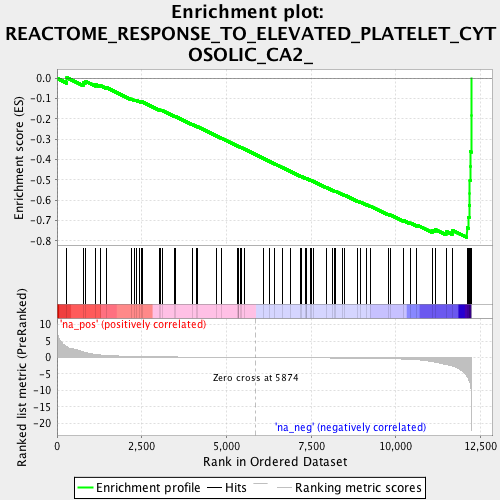 Enrichment plot:
REACTOME_RESPONSE_TO_ELEVATED_PLATELET_CYT
OSOLIC_CA2_
Enrichment score (ES)
0.0
-0.1
-0.2
-0.3
-0.4
-0.5
-0.6
-0.7
-0.8
'na_pos' (positively correlated)
Ranked list metric (PreRanked)
10
5
0
-5
-10
-15
-20
Zero cross at 5874
'na_neg' (negatively correlated)
0
2,500
5,000
7,500
10,000
12,500
Rank in Ordered Dataset
Enrichment profile
Hits
Ranking metric scores